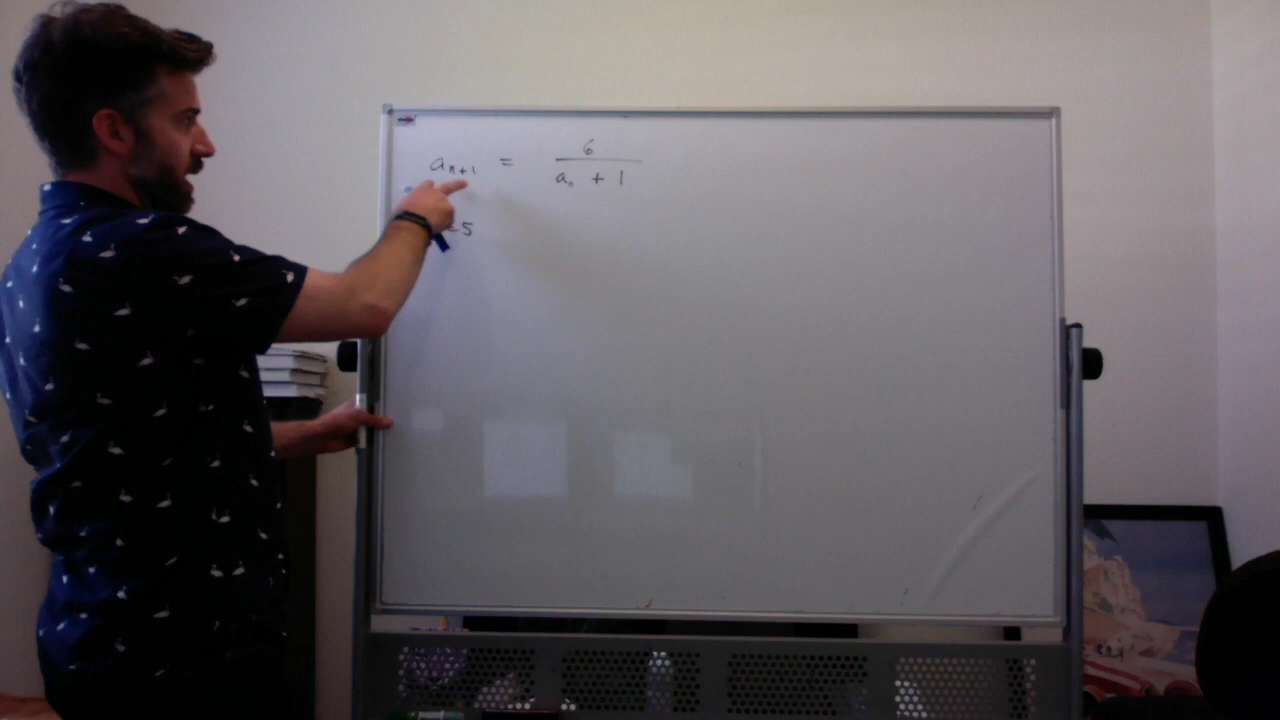 aₙ₊₁ = 6 / (aₙ + 1)
=5